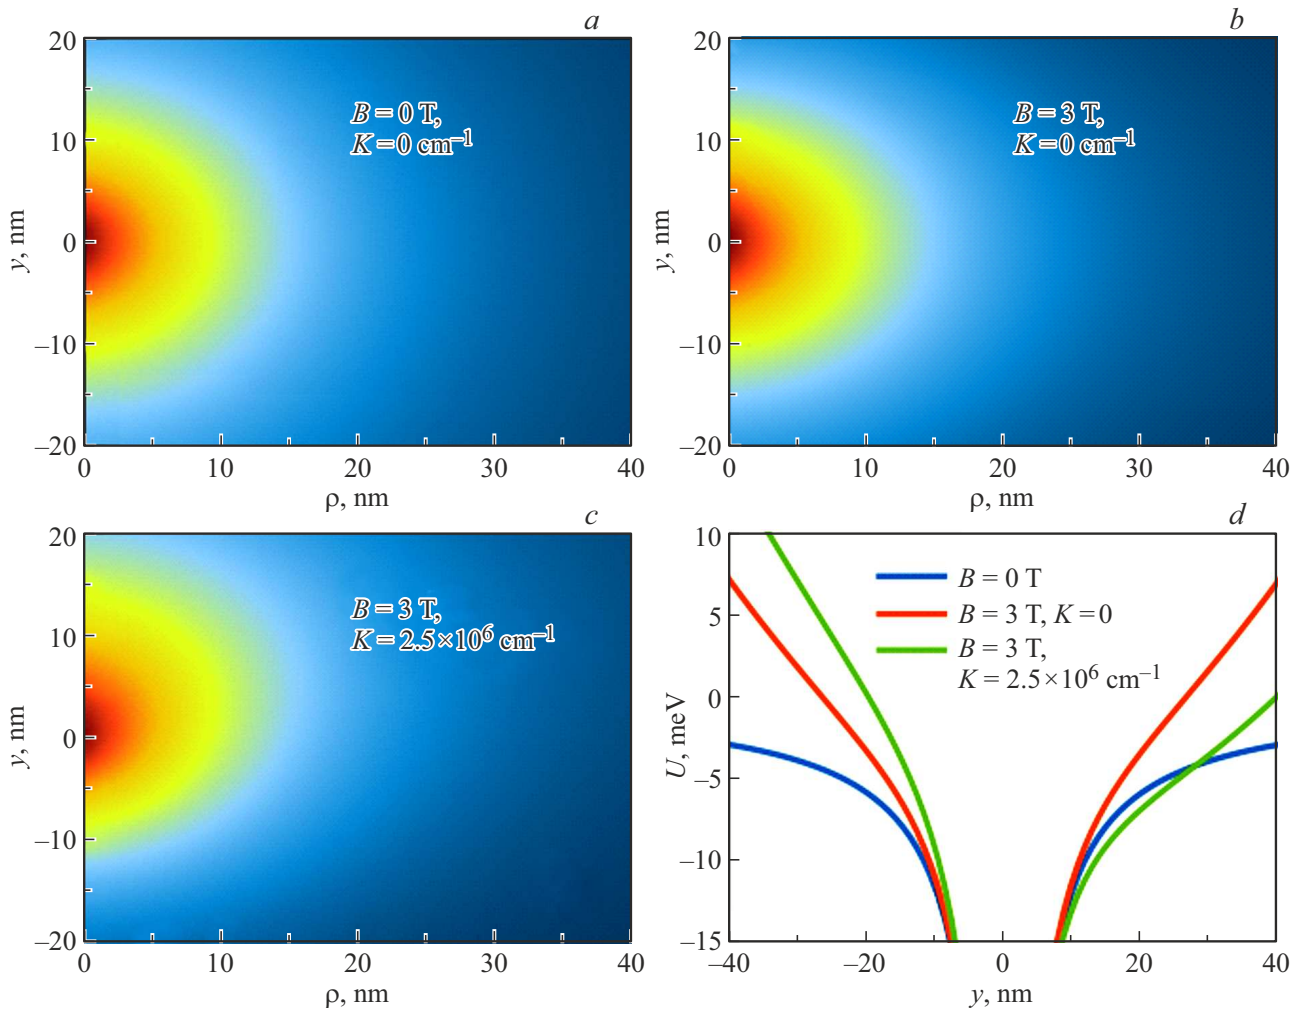 a
20
10
0
–10
–20
y, nm
B = 0 T,
K = 0 cm⁻¹
0
10
20
30
40
ρ, nm
b
20
10
0
–10
–20
y, nm
B = 3 T,
K = 0 cm⁻¹
0
10
20
30
40
ρ, nm
c
20
10
0
–10
–20
y, nm
B = 3 T,
K = 2.5×10⁶ cm⁻¹
0
10
20
30
40
ρ, nm
d
10
5
0
–5
–10
–15
U, meV
B = 0 T
B = 3 T, K = 0
B = 3 T,
K = 2.5×10⁶ cm⁻¹
–40
–20
0
20
40
y, nm